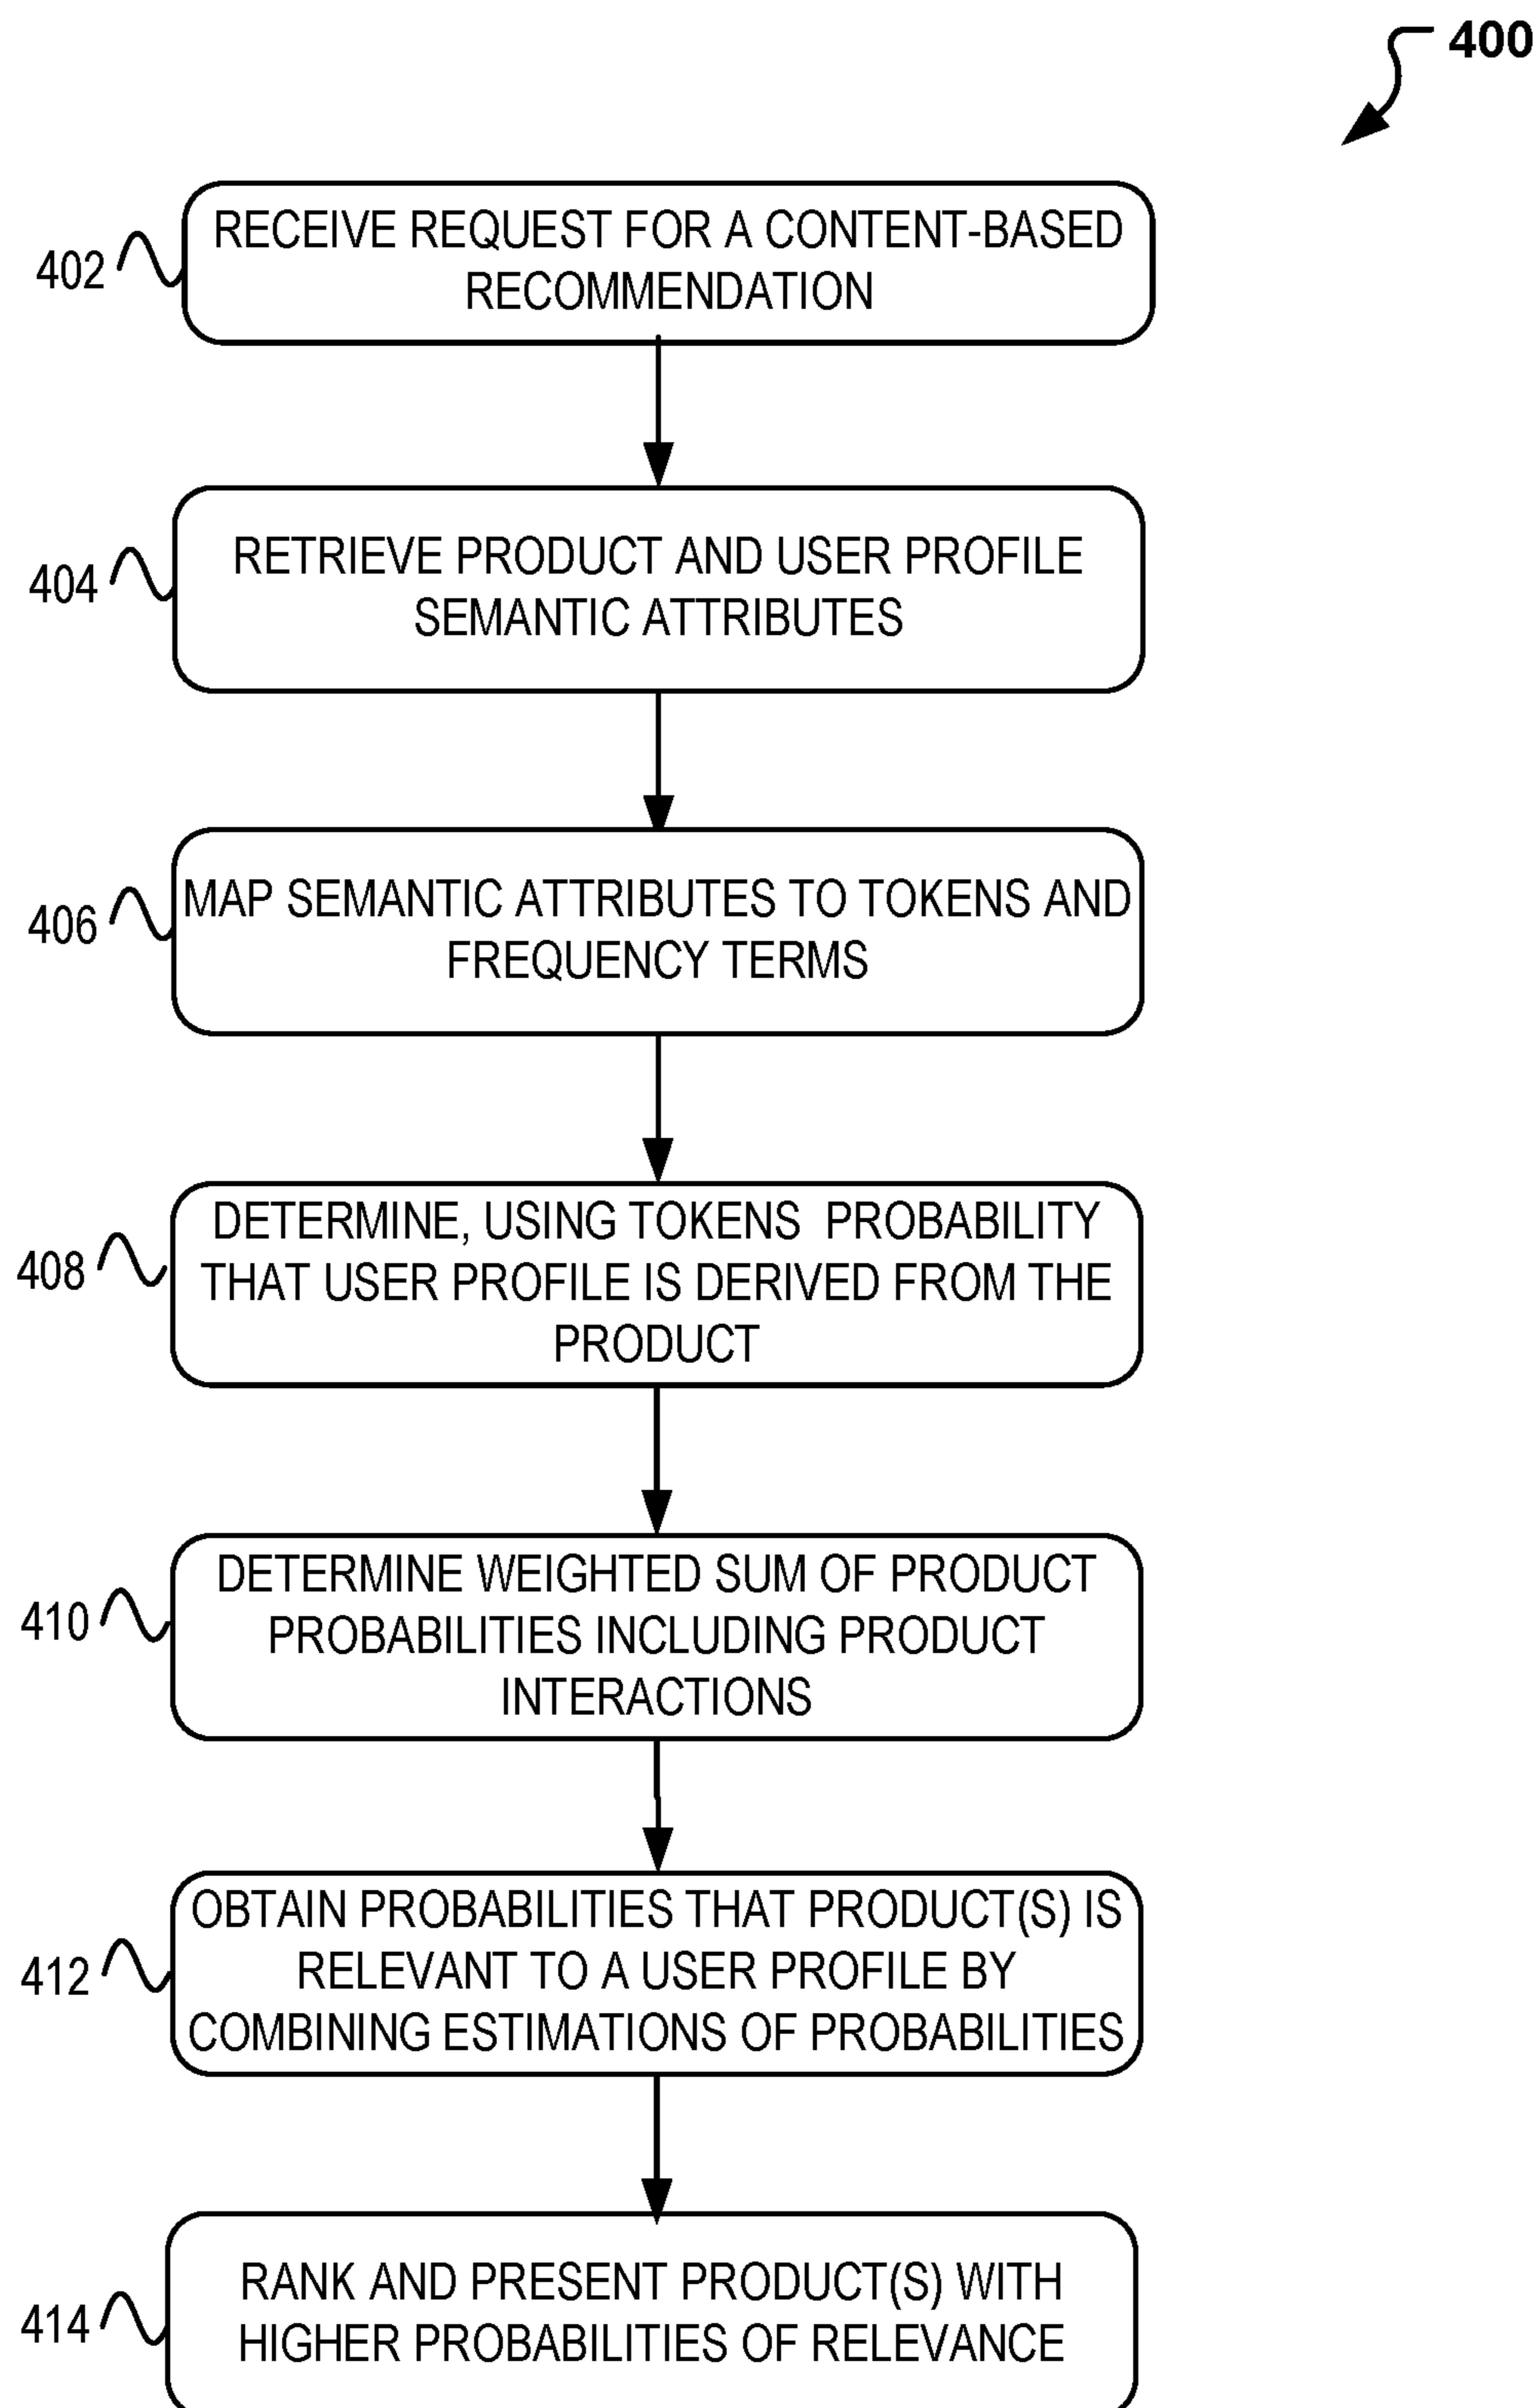 400
402
RECEIVE REQUEST FOR A CONTENT-BASED
RECOMMENDATION
404
RETRIEVE PRODUCT AND USER PROFILE
SEMANTIC ATTRIBUTES
406
MAP SEMANTIC ATTRIBUTES TO TOKENS AND
FREQUENCY TERMS
408
DETERMINE, USING TOKENS PROBABILITY
THAT USER PROFILE IS DERIVED FROM THE
PRODUCT
410
DETERMINE WEIGHTED SUM OF PRODUCT
PROBABILITIES INCLUDING PRODUCT
INTERACTIONS
412
OBTAIN PROBABILITIES THAT PRODUCT(S) IS
RELEVANT TO A USER PROFILE BY
COMBINING ESTIMATIONS OF PROBABILITIES
414
RANK AND PRESENT PRODUCT(S) WITH
HIGHER PROBABILITIES OF RELEVANCE